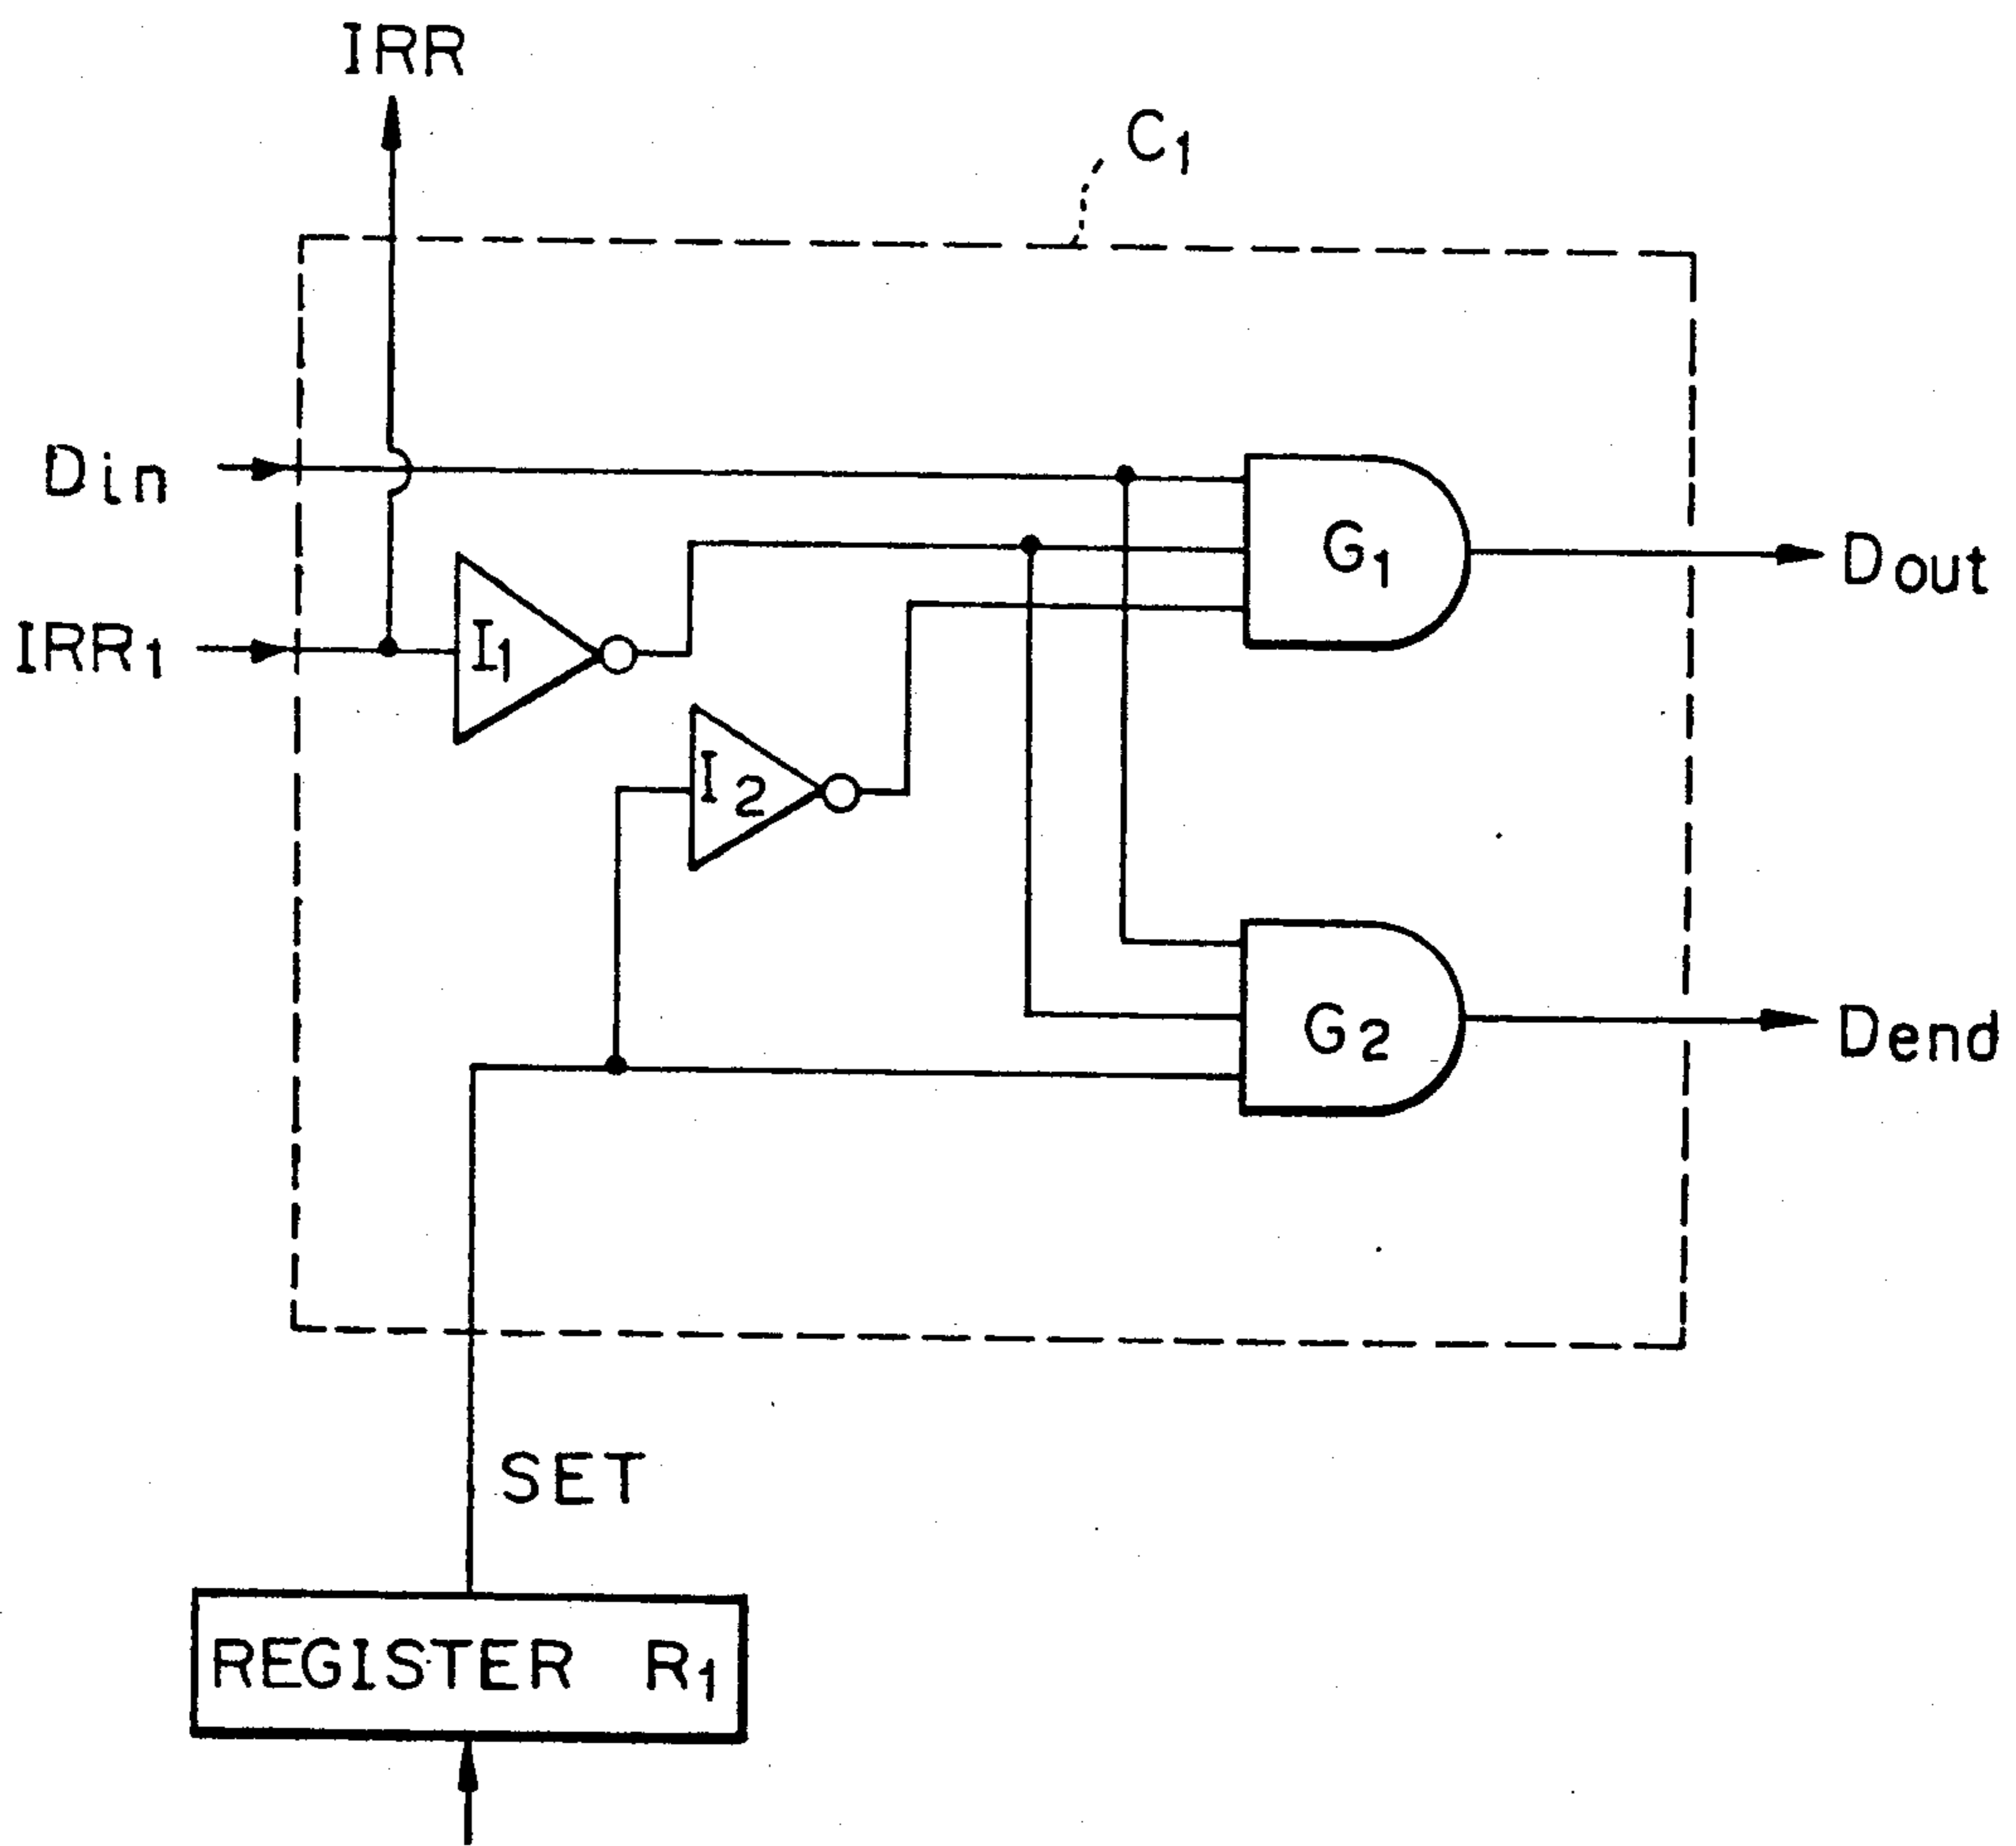 IRR
C1
Din
G1
Dout
IRR1
I1
I2
G2
Dend
SET
REGISTER R1